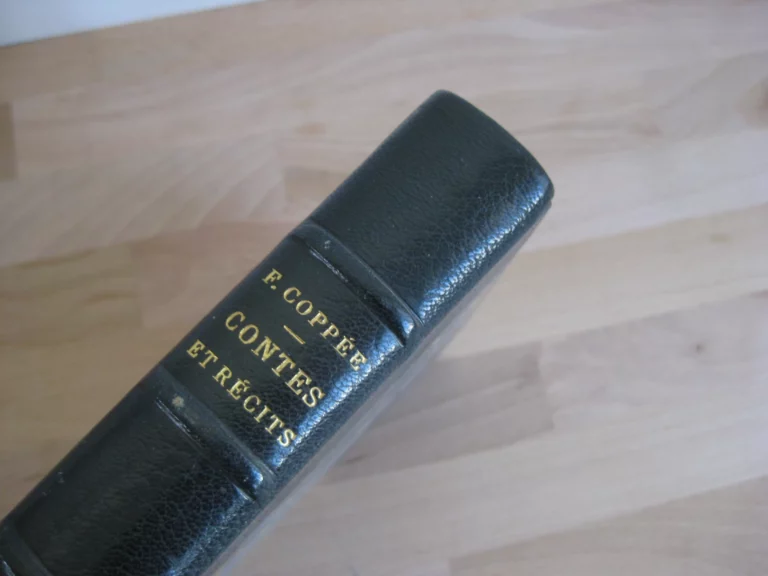 F. COPPÉE
—
CONTES
ET RÉCITS